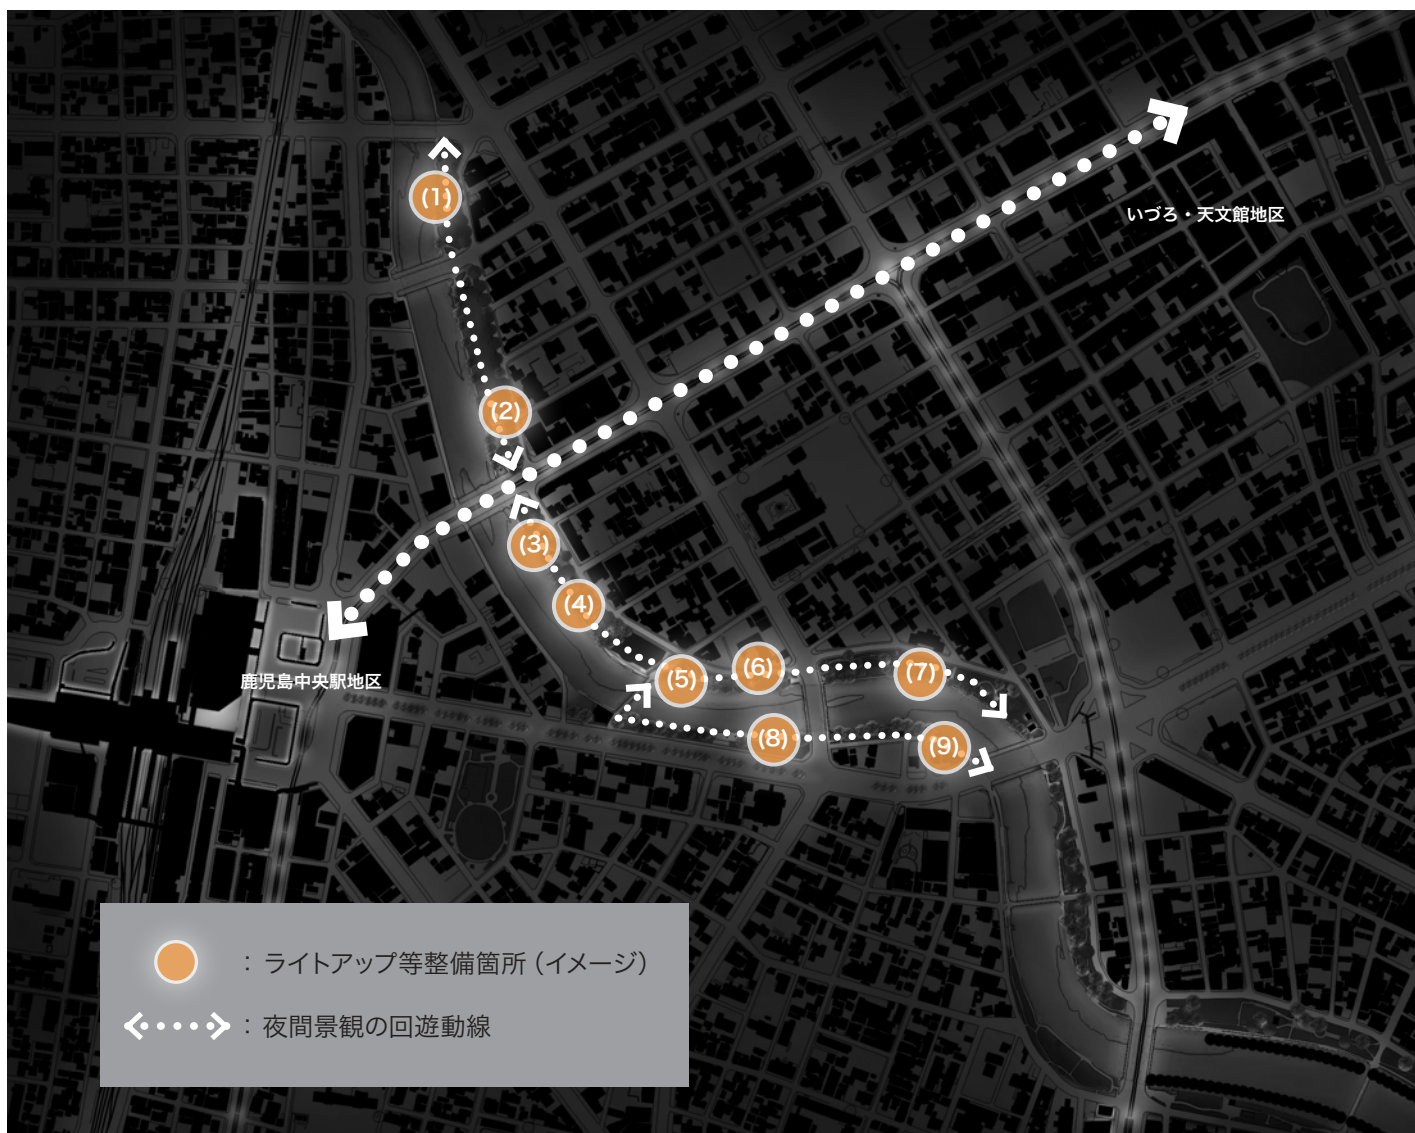 (1)
いづろ・天文館地区
(2)
(3)
(4)
(5)
(6)
(7)
鹿児島中央駅地区
(8)
(9)
：ライトアップ等整備箇所（イメージ）
：夜間景観の回遊動線